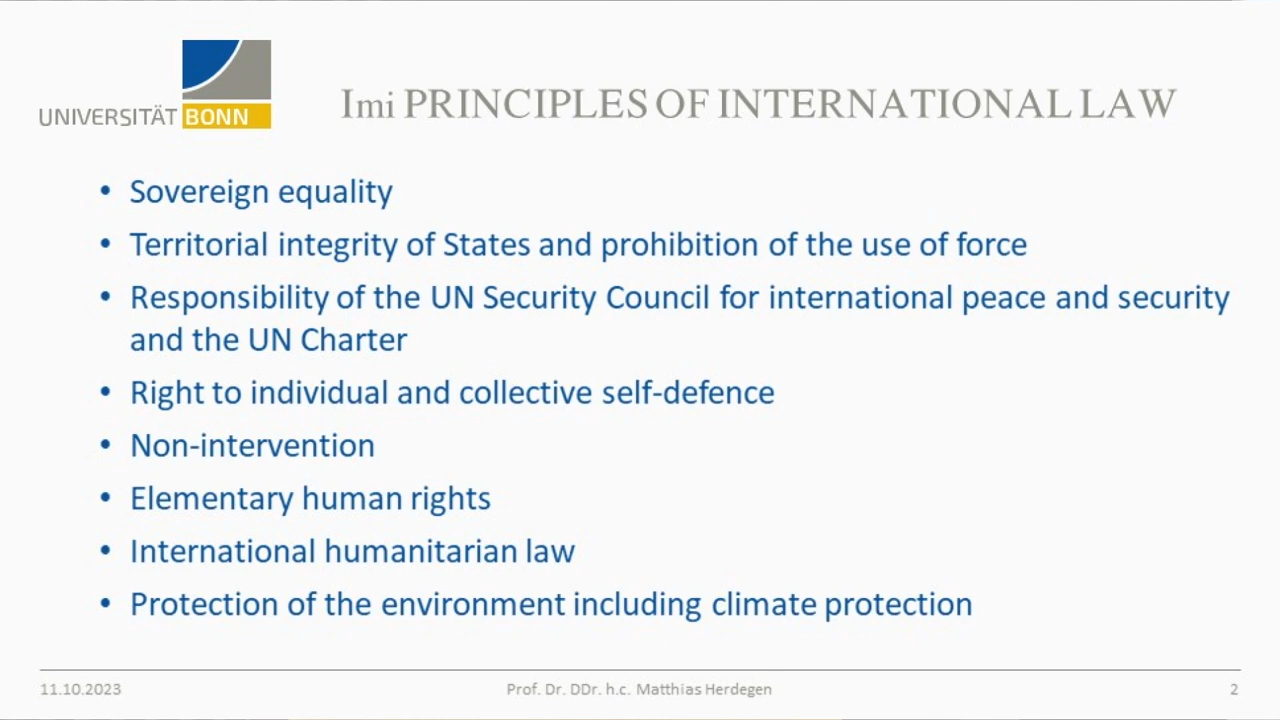 UNIVERSITÄT BONN
Imi PRINCIPLES OF INTERNATIONAL LAW
• Sovereign equality
• Territorial integrity of States and prohibition of the use of force
• Responsibility of the UN Security Council for international peace and security
and the UN Charter
• Right to individual and collective self-defence
• Non-intervention
• Elementary human rights
• International humanitarian law
• Protection of the environment including climate protection
11.10.2023 Prof. Dr. DDr. h.c. Matthias Herdegen 2